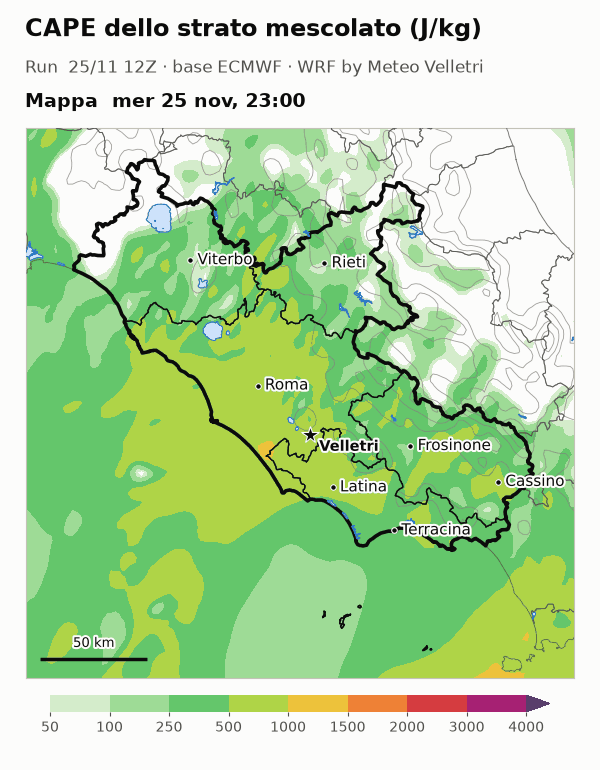 CAPE dello strato mescolato (J/kg)
Run  25/11 12Z · base ECMWF · WRF by Meteo Velletri
Mappa  mer 25 nov, 23:00
Viterbo
Rieti
Roma
Velletri
Frosinone
Cassino
Latina
Terracina
50 km
50 100 250 500 1000 1500 2000 3000 4000